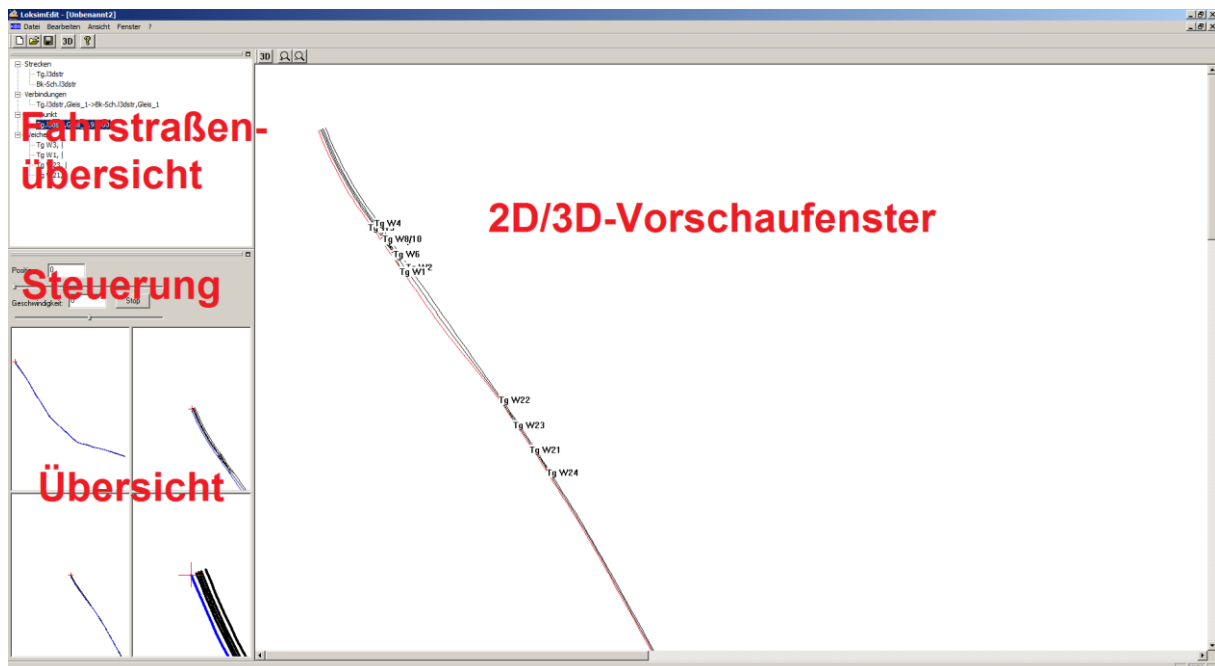 LoksimEdit - [Unbenannt2]
Datei Bearbeiten Ansicht Fenster ?
3D ?
3D
Strecken
Tg.l3dstr
Bk-Sch.l3dstr
Verbindungen
Tg.l3dstr,Gleis_1->Bk-Sch.l3dstr,Gleis_1
Fahrstraßen-
übersicht
Tg W3, |
Tg W1, |
2D/3D-Vorschaufenster
Tg W4
Tg W8/10
Tg W6
Tg W1
Tg W22
Tg W23
Tg W21
Tg W24
Steuerung
0
Geschwindigkeit:
Stop
Übersicht